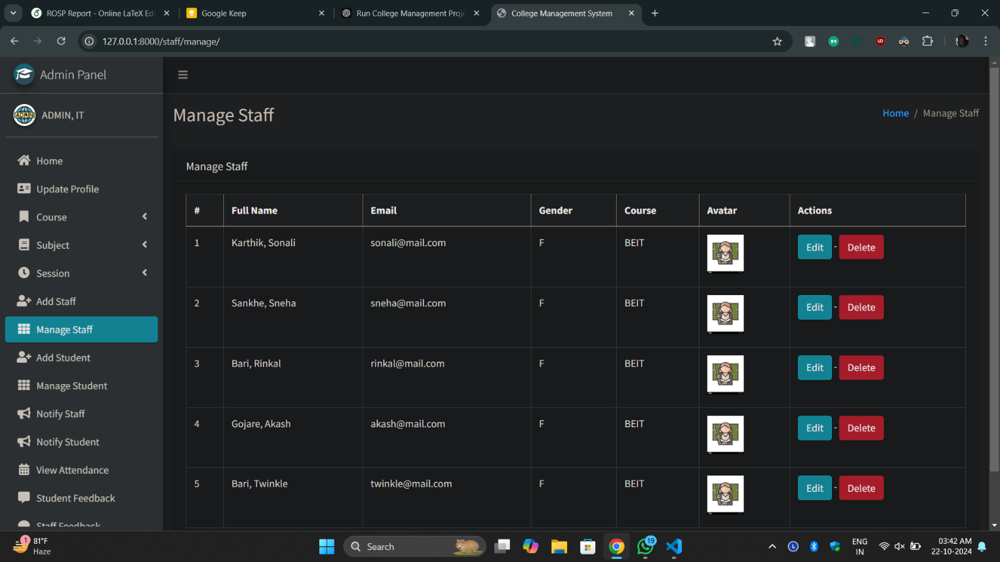 ROSP Report - Online LaTeX Edi
Google Keep
Run College Management Proje
College Management System
127.0.0.1:8000/staff/manage/
Admin Panel
ADMIN
ADMIN, IT
Home
Update Profile
Course
Subject
Session
Add Staff
Manage Staff
Add Student
Manage Student
Notify Staff
Notify Student
View Attendance
Student Feedback
Staff Feedback
Manage Staff
Home / Manage Staff
Manage Staff
# Full Name Email Gender Course Avatar Actions
1 Karthik, Sonali sonali@mail.com F BEIT Edit - Delete
2 Sankhe, Sneha sneha@mail.com F BEIT Edit - Delete
3 Bari, Rinkal rinkal@mail.com F BEIT Edit - Delete
4 Gojare, Akash akash@mail.com F BEIT Edit - Delete
5 Bari, Twinkle twinkle@mail.com F BEIT Edit - Delete
1
81°F
Haze
Search
19
ENG
IN
03:42 AM
22-10-2024